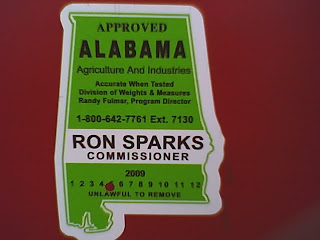 APPROVED
ALABAMA
Agriculture And Industries
Accurate When Tested
Division of Weights & Measures
Randy Fulmer, Program Director
1-800-642-7761 Ext. 7130
RON SPARKS
COMMISSIONER
2009
1 2 3 4 6 7 8 9 10 11 12
UNLAWFUL TO REMOVE